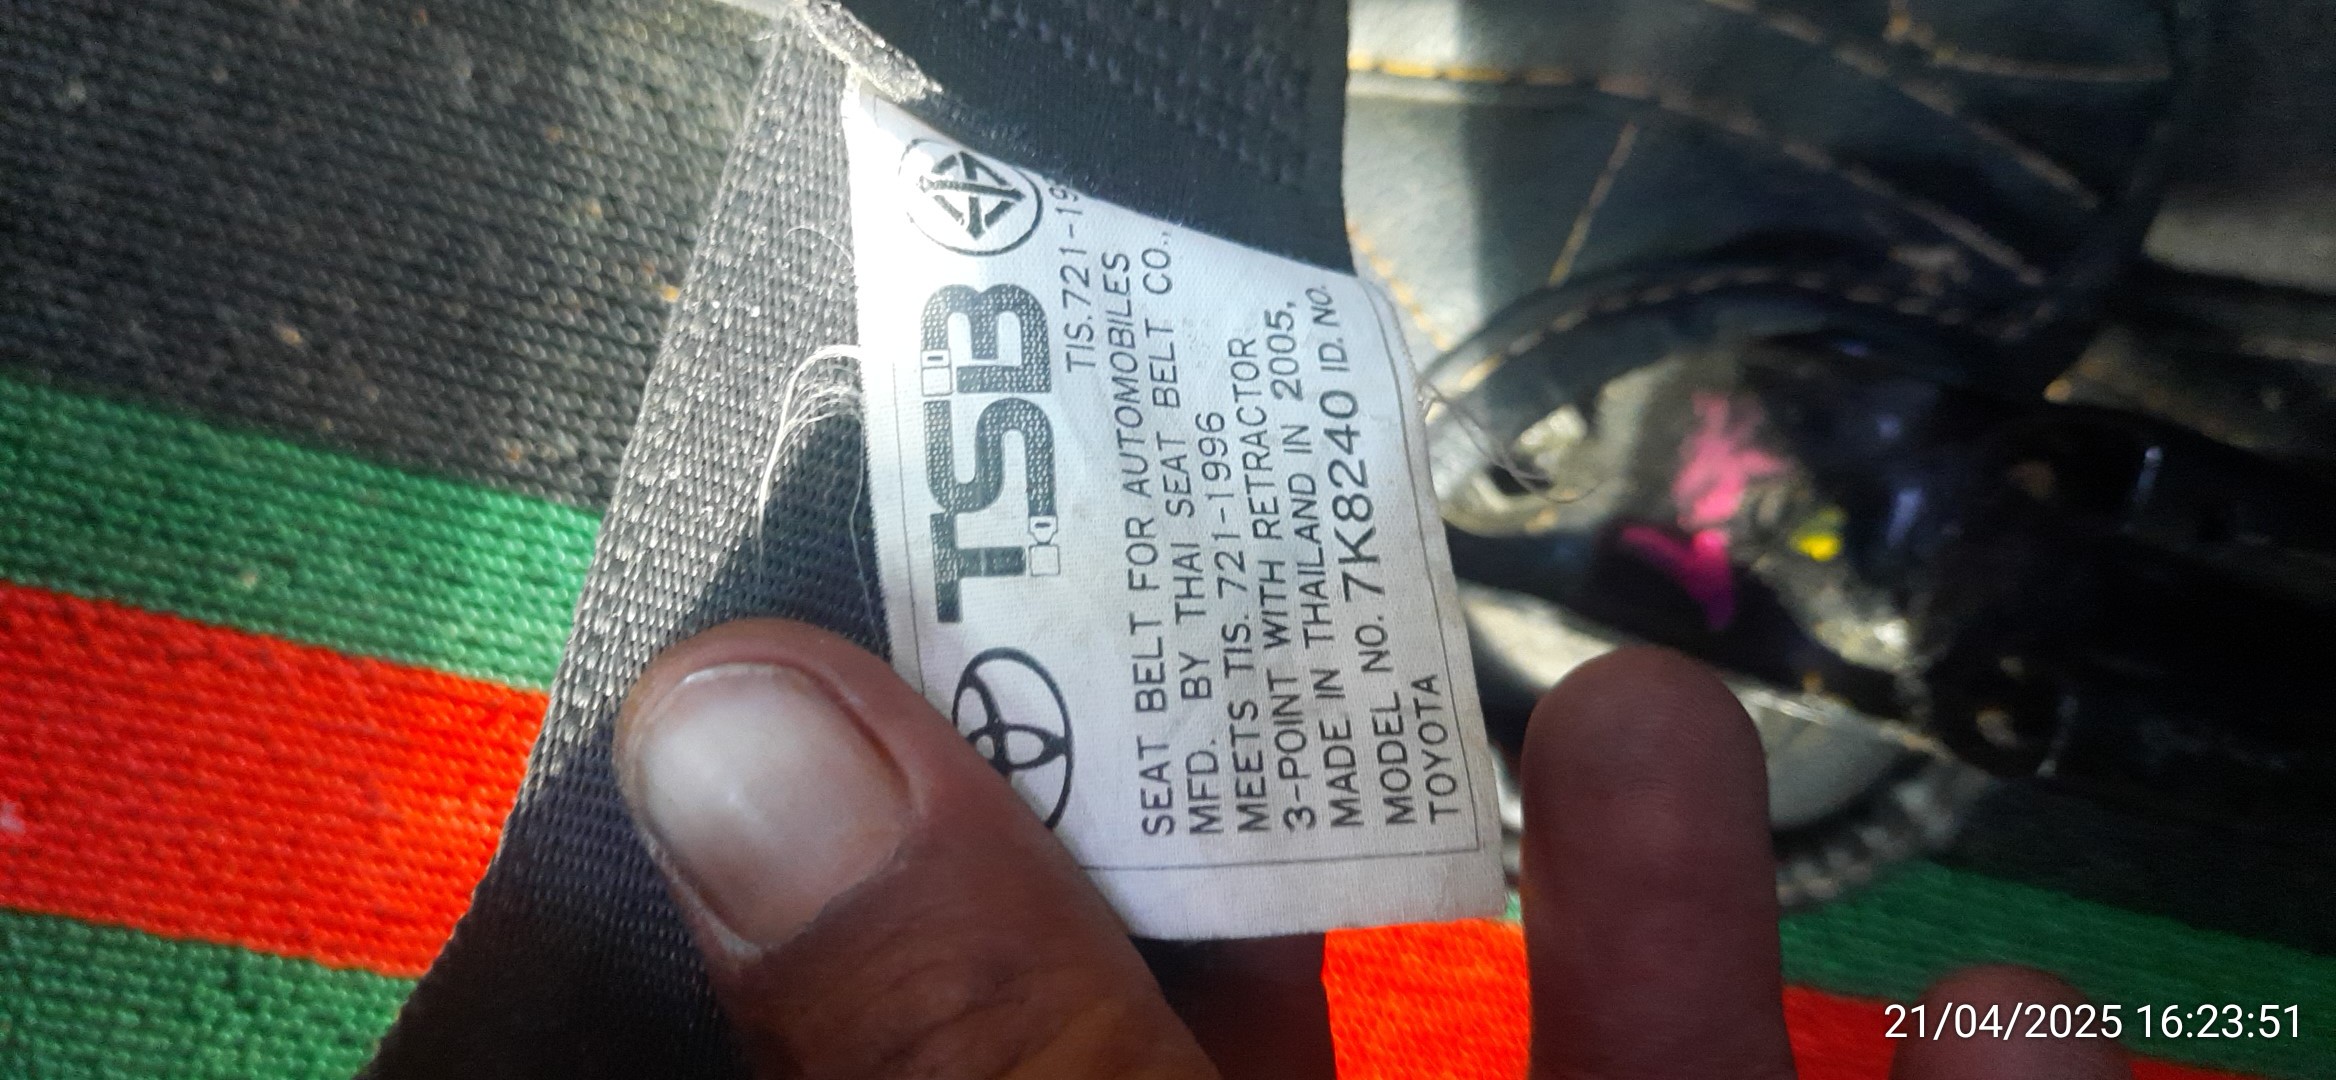 TSB
TIS.721-19
SEAT BELT FOR AUTOMOBILES
MFD. BY THAI SEAT BELT CO.,
MEETS TIS. 721-1996
3-POINT WITH RETRACTOR
MADE IN THAILAND IN 2005,
MODEL NO. 7K8240 ID. NO.
TOYOTA
21/04/2025 16:23:51